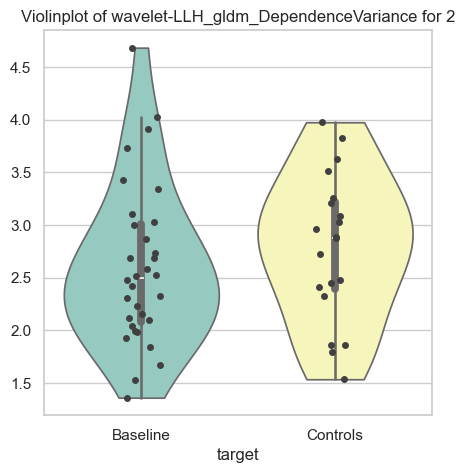 Violinplot of wavelet-LLH_gldm_DependenceVariance for 2
4.5
4.0
3.5
3.0
2.5
2.0
1.5
Baseline Controls
target